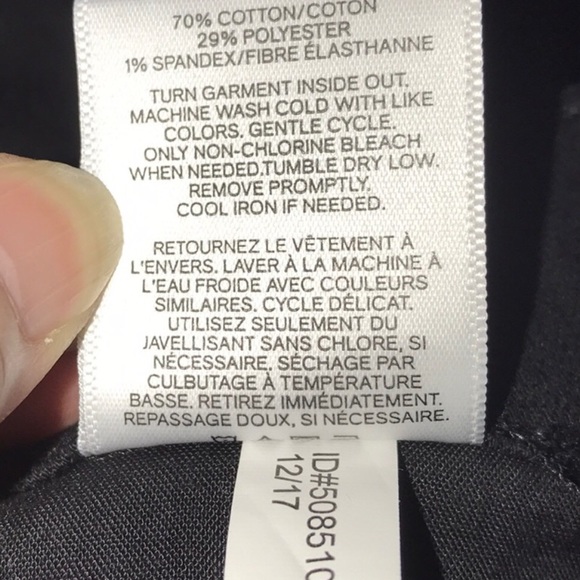 70% COTTON/COTON
29% POLYESTER
1% SPANDEX/FIBRE ÉLASTHANNE
TURN GARMENT INSIDE OUT.
MACHINE WASH COLD WITH LIKE
COLORS. GENTLE CYCLE.
ONLY NON-CHLORINE BLEACH
WHEN NEEDED.TUMBLE DRY LOW.
REMOVE PROMPTLY.
COOL IRON IF NEEDED.
RETOURNEZ LE VÊTEMENT À
L'ENVERS. LAVER À LA MACHINE À
L'EAU FROIDE AVEC COULEURS
SIMILAIRES. CYCLE DÉLICAT.
UTILISEZ SEULEMENT DU
JAVELLISANT SANS CHLORE, SI
NÉCESSAIRE. SÉCHAGE PAR
CULBUTAGE À TEMPÉRATURE
BASSE. RETIREZ IMMÉDIATEMENT.
REPASSAGE DOUX, SI NÉCESSAIRE.
ID#508510
12/17